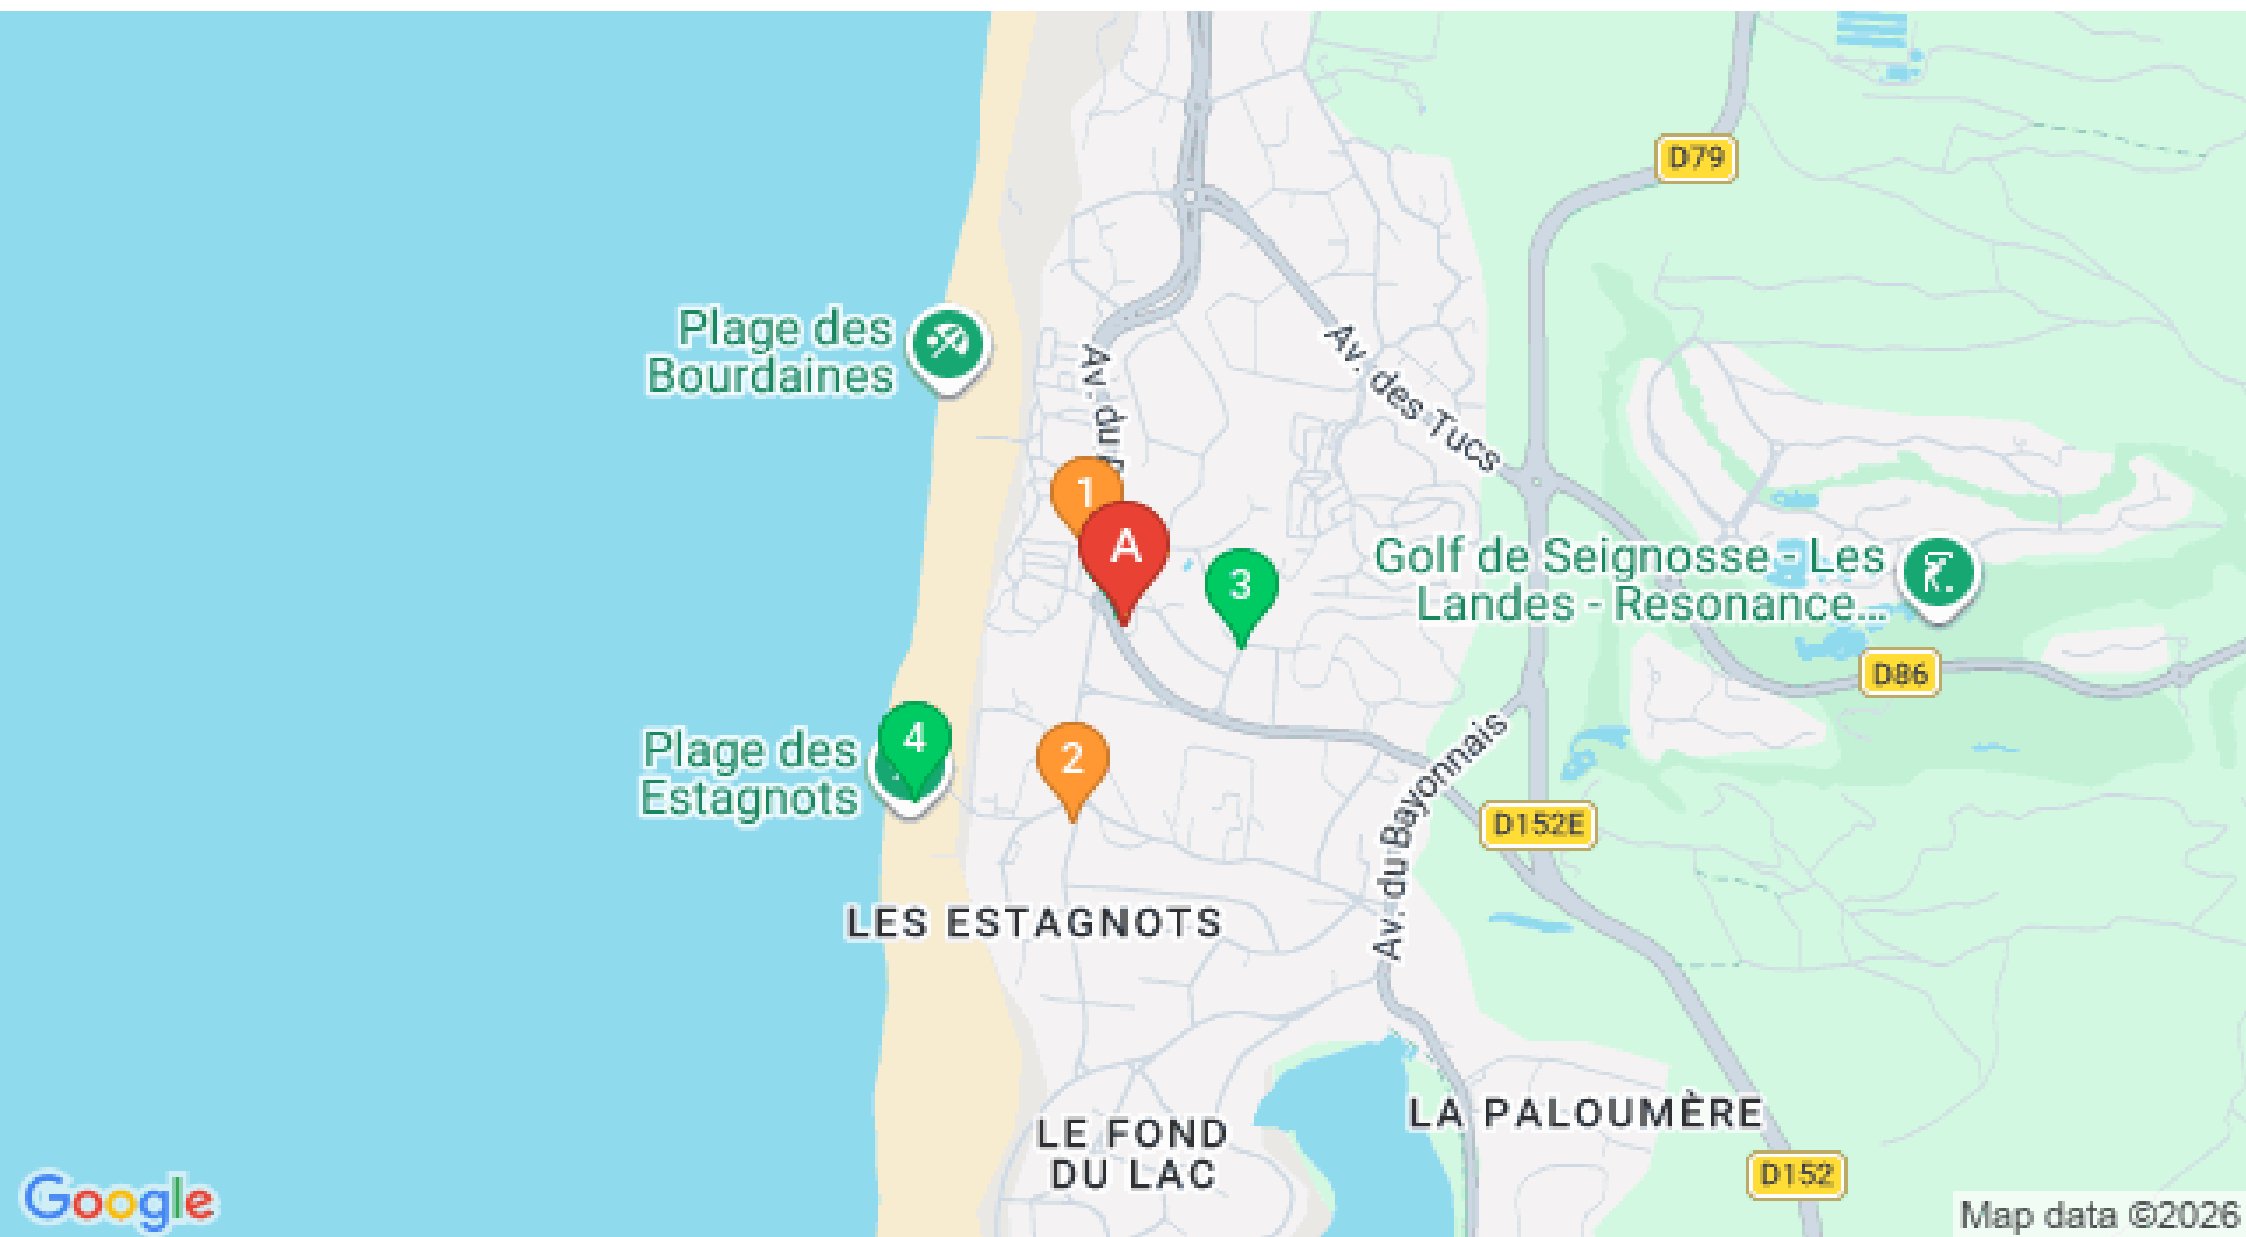 D79
Plage des
Bourdaines
Av. des Tucs
Av. du
1
A
3
Golf de Seignosse - Les
Landes - Resonance...
D86
Plage des
Estagnots
4
2
Av. du Bayonnais
D152E
LES ESTAGNOTS
LE FOND
DU LAC
LA PALOUMÈRE
D152
Google
Map data ©2026